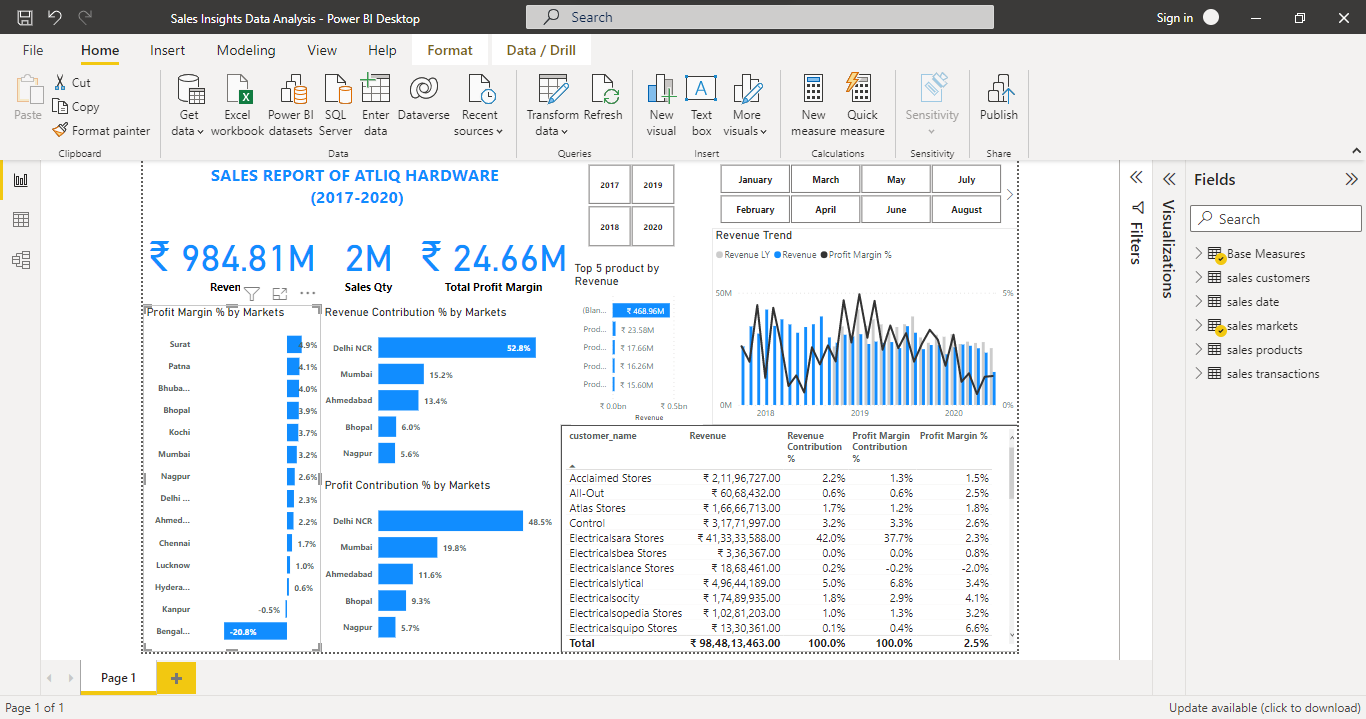 Sales Insights Data Analysis - Power BI Desktop
Search
Sign in
File Home Insert Modeling View Help Format Data / Drill
Paste
Cut
Copy
Format painter
Clipboard
Get data
Excel workbook
Power BI datasets
SQL Server
Enter data
Dataverse
Recent sources
Data
Transform data
Refresh
Queries
New visual
Text box
More visuals
Insert
New measure
Quick measure
Calculations
Sensitivity
Sensitivity
Publish
Share
SALES REPORT OF ATLIQ HARDWARE
(2017-2020)
₹ 984.81M
Reven
2M
Sales Qty
₹ 24.66M
Total Profit Margin
2017 2019
2018 2020
January March May July
February April June August
Profit Margin % by Markets
Surat 4.9%
Patna 4.1%
Bhuba... 4.0%
Bhopal 3.9%
Kochi 3.7%
Mumbai 3.2%
Nagpur 2.6%
Delhi ... 2.3%
Ahmed... 2.2%
Chennai 1.7%
Lucknow 1.0%
Hydera... 0.6%
Kanpur -0.5%
Bengal... -20.8%
Revenue Contribution % by Markets
Delhi NCR 52.8%
Mumbai 15.2%
Ahmedabad 13.4%
Bhopal 6.0%
Nagpur 5.6%
Profit Contribution % by Markets
Delhi NCR 48.5%
Mumbai 19.8%
Ahmedabad 11.6%
Bhopal 9.3%
Nagpur 5.7%
Top 5 product by
Revenue
(Blan... ₹ 468.96M
Prod... ₹ 23.58M
Prod... ₹ 17.66M
Prod... ₹ 16.26M
Prod... ₹ 15.60M
₹ 0.0bn ₹ 0.5bn
Revenue
Revenue Trend
Revenue LY Revenue Profit Margin %
50M 5%
0M 0%
2018 2019 2020
customer_name Revenue Revenue Contribution % Profit Margin Contribution % Profit Margin %
Acclaimed Stores ₹ 2,11,96,727.00 2.2% 1.3% 1.5%
All-Out ₹ 60,68,432.00 0.6% 0.6% 2.5%
Atlas Stores ₹ 1,66,66,713.00 1.7% 1.2% 1.8%
Control ₹ 3,17,71,997.00 3.2% 3.3% 2.6%
Electricalsara Stores ₹ 41,33,33,588.00 42.0% 37.7% 2.3%
Electricalsbea Stores ₹ 3,36,367.00 0.0% 0.0% 0.8%
Electricalslance Stores ₹ 18,68,461.00 0.2% -0.2% -2.0%
Electricalslytical ₹ 4,96,44,189.00 5.0% 6.8% 3.4%
Electricalsocity ₹ 1,74,89,935.00 1.8% 2.9% 4.1%
Electricalsopedia Stores ₹ 1,02,81,203.00 1.0% 1.3% 3.2%
Electricalsquipo Stores ₹ 13,30,361.00 0.1% 0.4% 6.6%
Total ₹ 98,48,13,463.00 100.0% 100.0% 2.5%
Filters
Visualizations
Fields
Search
Base Measures
sales customers
sales date
sales markets
sales products
sales transactions
Page 1
Page 1 of 1
Update available (click to download)